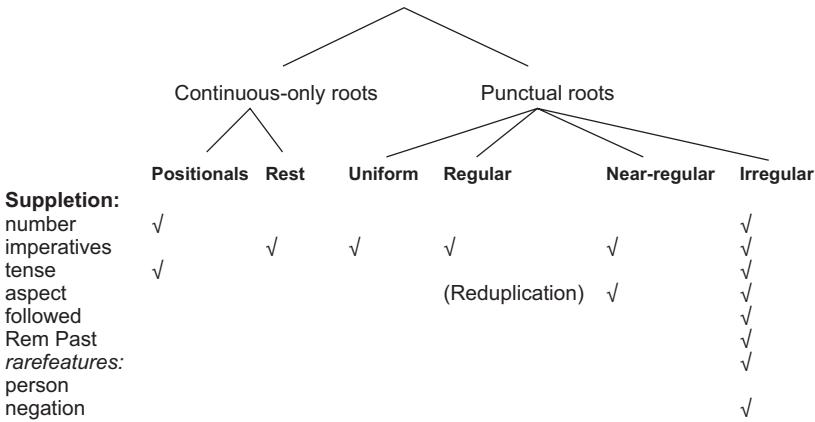 Continuous-only roots Punctual roots
Positionals Rest Uniform Regular Near-regular Irregular
Suppletion:
number √ √
imperatives √ √ √ √ √
tense √ √
aspect (Reduplication) √ √
followed √
Rem Past √
rarefeatures: √
person
negation √